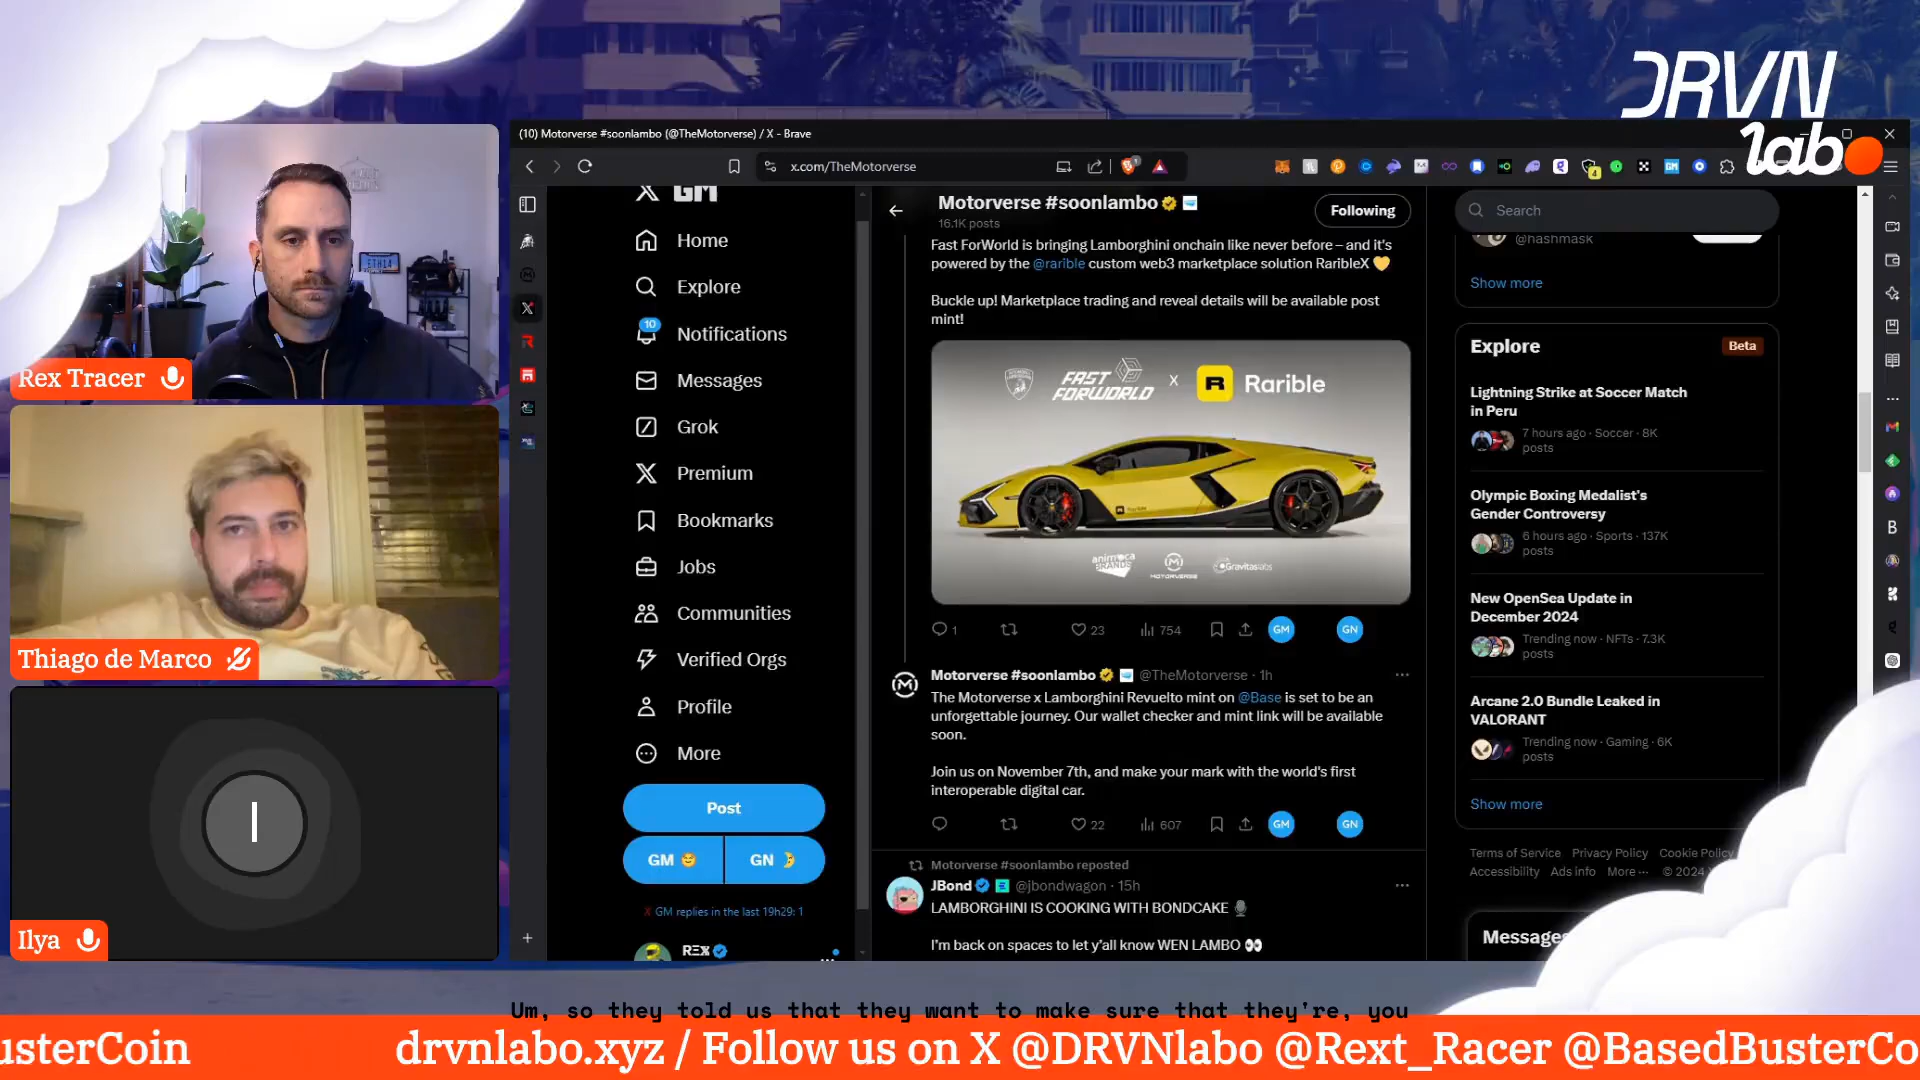 DRVN
labo
(10) Motorverse #soonlambo (@TheMotorverse) / X - Brave
x.com/TheMotorverse
GM
Home
Explore
10
Notifications
Messages
Grok
Premium
Bookmarks
Jobs
Communities
Verified Orgs
Profile
More
Post
GM
GN
GM replies in the last 19h29: 1
Motorverse #soonlambo
16.1K posts
Following
Fast ForWorld is bringing Lamborghini onchain like never before – and it's
powered by the @rarible custom web3 marketplace solution RaribleX
Buckle up! Marketplace trading and reveal details will be available post
mint!
FAST
FORWORLD
X
R Rarible
animoca
BRANDS
MOTORVERSE
Gravitaslabs
1
23
754
GM
GN
Motorverse #soonlambo @TheMotorverse · 1h
The Motorverse x Lamborghini Revuelto mint on @Base is set to be an
unforgettable journey. Our wallet checker and mint link will be available
soon.
Join us on November 7th, and make your mark with the world's first
interoperable digital car.
22
607
GM
GN
Motorverse #soonlambo reposted
JBond @jbondwagon · 15h
LAMBORGHINI IS COOKING WITH BONDCAKE
I'm back on spaces to let y'all know WEN LAMBO
Search
@hashmask
Show more
Explore
Beta
Lightning Strike at Soccer Match
in Peru
7 hours ago · Soccer · 8K
posts
Olympic Boxing Medalist's
Gender Controversy
6 hours ago · Sports · 137K
posts
New OpenSea Update in
December 2024
Trending now · NFTs · 7.3K
posts
Arcane 2.0 Bundle Leaked in
VALORANT
Trending now · Gaming · 6K
posts
Show more
Terms of Service Privacy Policy Cookie Policy
Accessibility Ads info More ··· © 2024
Messages
Rex Tracer
Thiago de Marco
I
Ilya
Um, so they told us that they want to make sure that they're, you
usterCoin drvnlabo.xyz / Follow us on X @DRVNlabo @Rext_Racer @BasedBusterCo